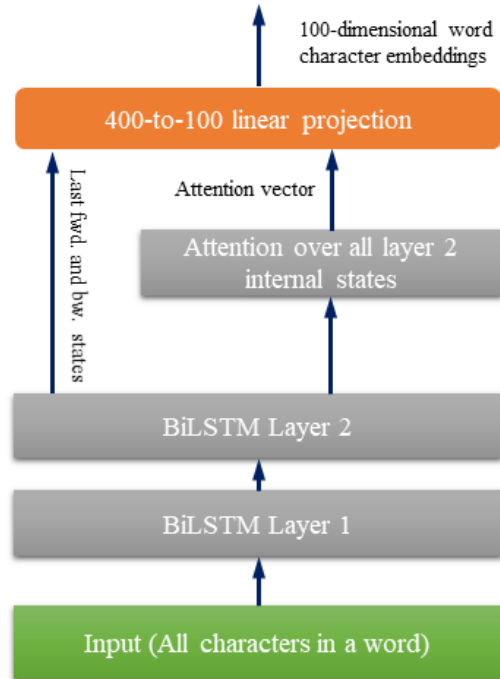 100-dimensional word
character embeddings
400-to-100 linear projection
Last fwd. and bw. states
Attention vector
Attention over all layer 2
internal states
BiLSTM Layer 2
BiLSTM Layer 1
Input (All characters in a word)